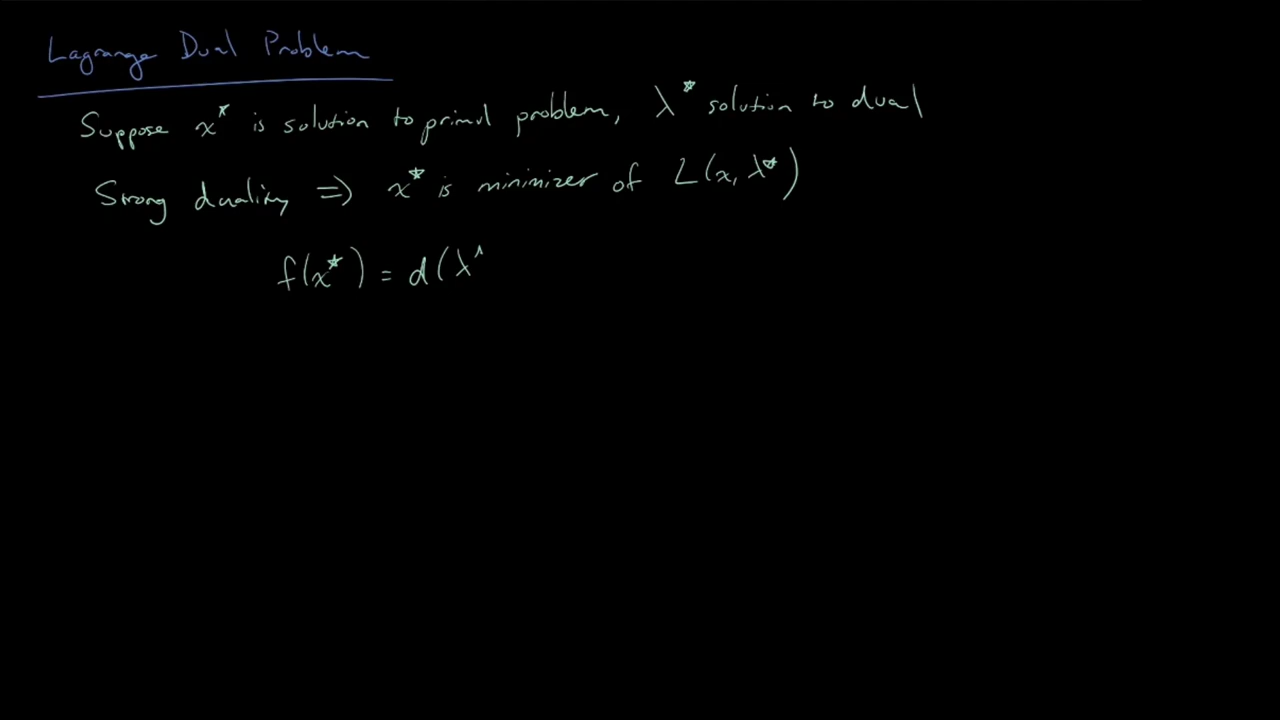 Lagrange Dual Problem
Suppose x* is solution to primal problem, λ* solution to dual
Strong duality ⇒ x* is minimizer of L(x, λ*)
f(x*) = d(λ^